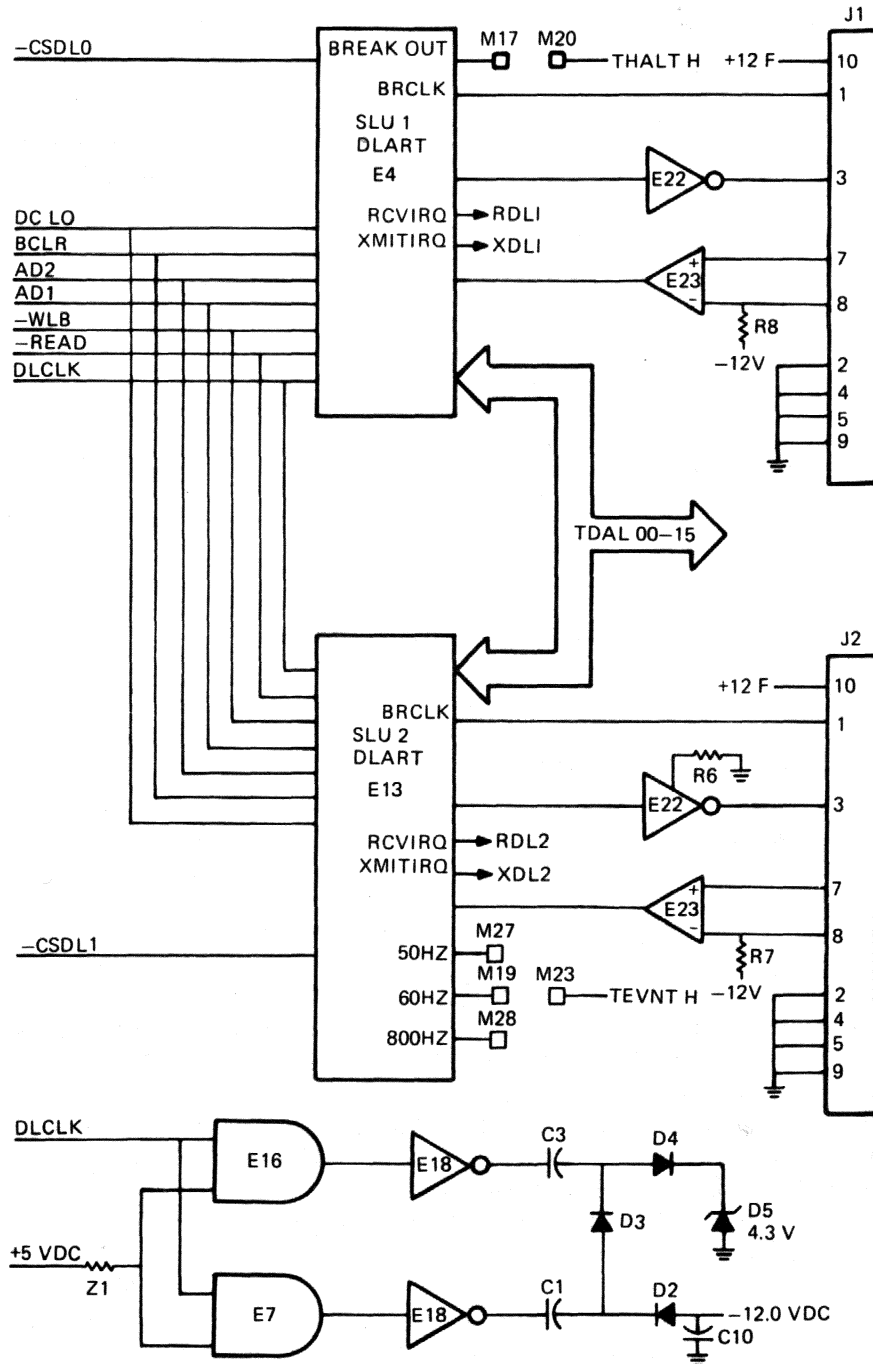 J1
M17 M20
-CSDL0
BREAK OUT
THALT H
+12 F
10
BRCLK
1
SLU 1
DLART
E4
E22
3
RCVIRQ
RDLI
XMITIRQ
XDLI
DC LO
BCLR
AD2
AD1
-WLB
-READ
DLCLK
+
E23
-
7
8
R8
-12V
2
4
5
9
TDAL 00-15
J2
+12 F
10
BRCLK
1
SLU 2
DLART
E13
R6
E22
3
RCVIRQ
RDL2
XMITIRQ
XDL2
+
E23
-
7
8
R7
-12V
-CSDL1
M27
50HZ
M19
60HZ
M23
TEVNT H
M28
800HZ
2
4
5
9
DLCLK
E16
E18
C3
D4
D3
D5
4.3 V
+5 VDC
Z1
E7
E18
C1
D2
-12.0 VDC
C10